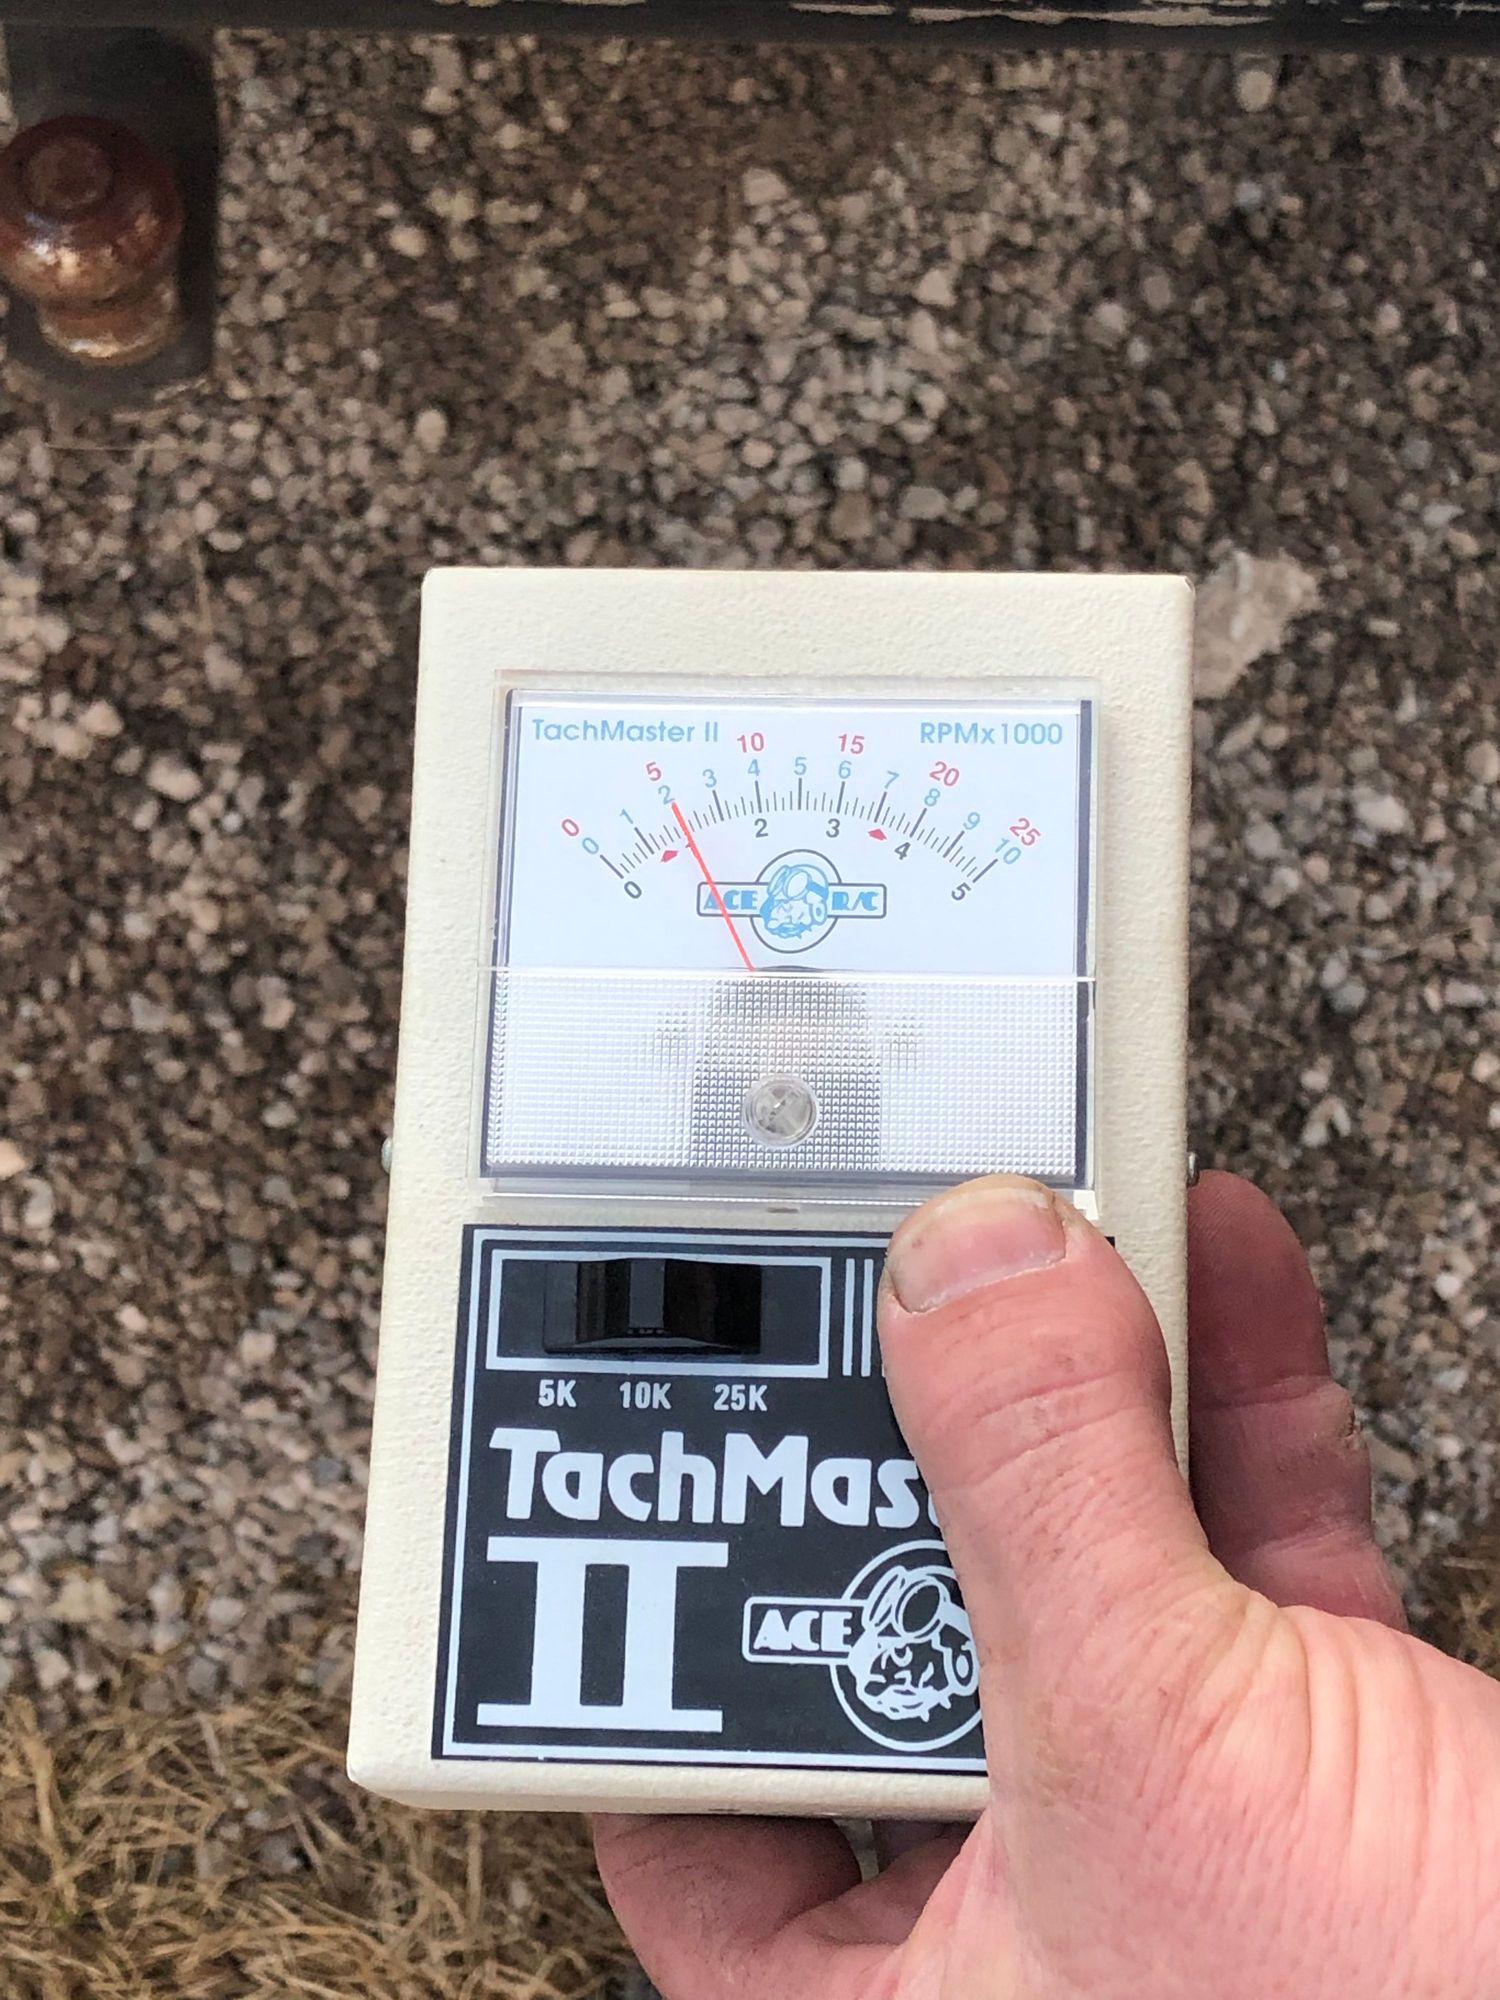 TachMaster II RPMx1000
0 5 10 15 20 25
0 1 2 3 4 5 6 7 8 9 10
0 1 2 3 4 5
ACE R/C
5K 10K 25K
TachMas
II
ACE